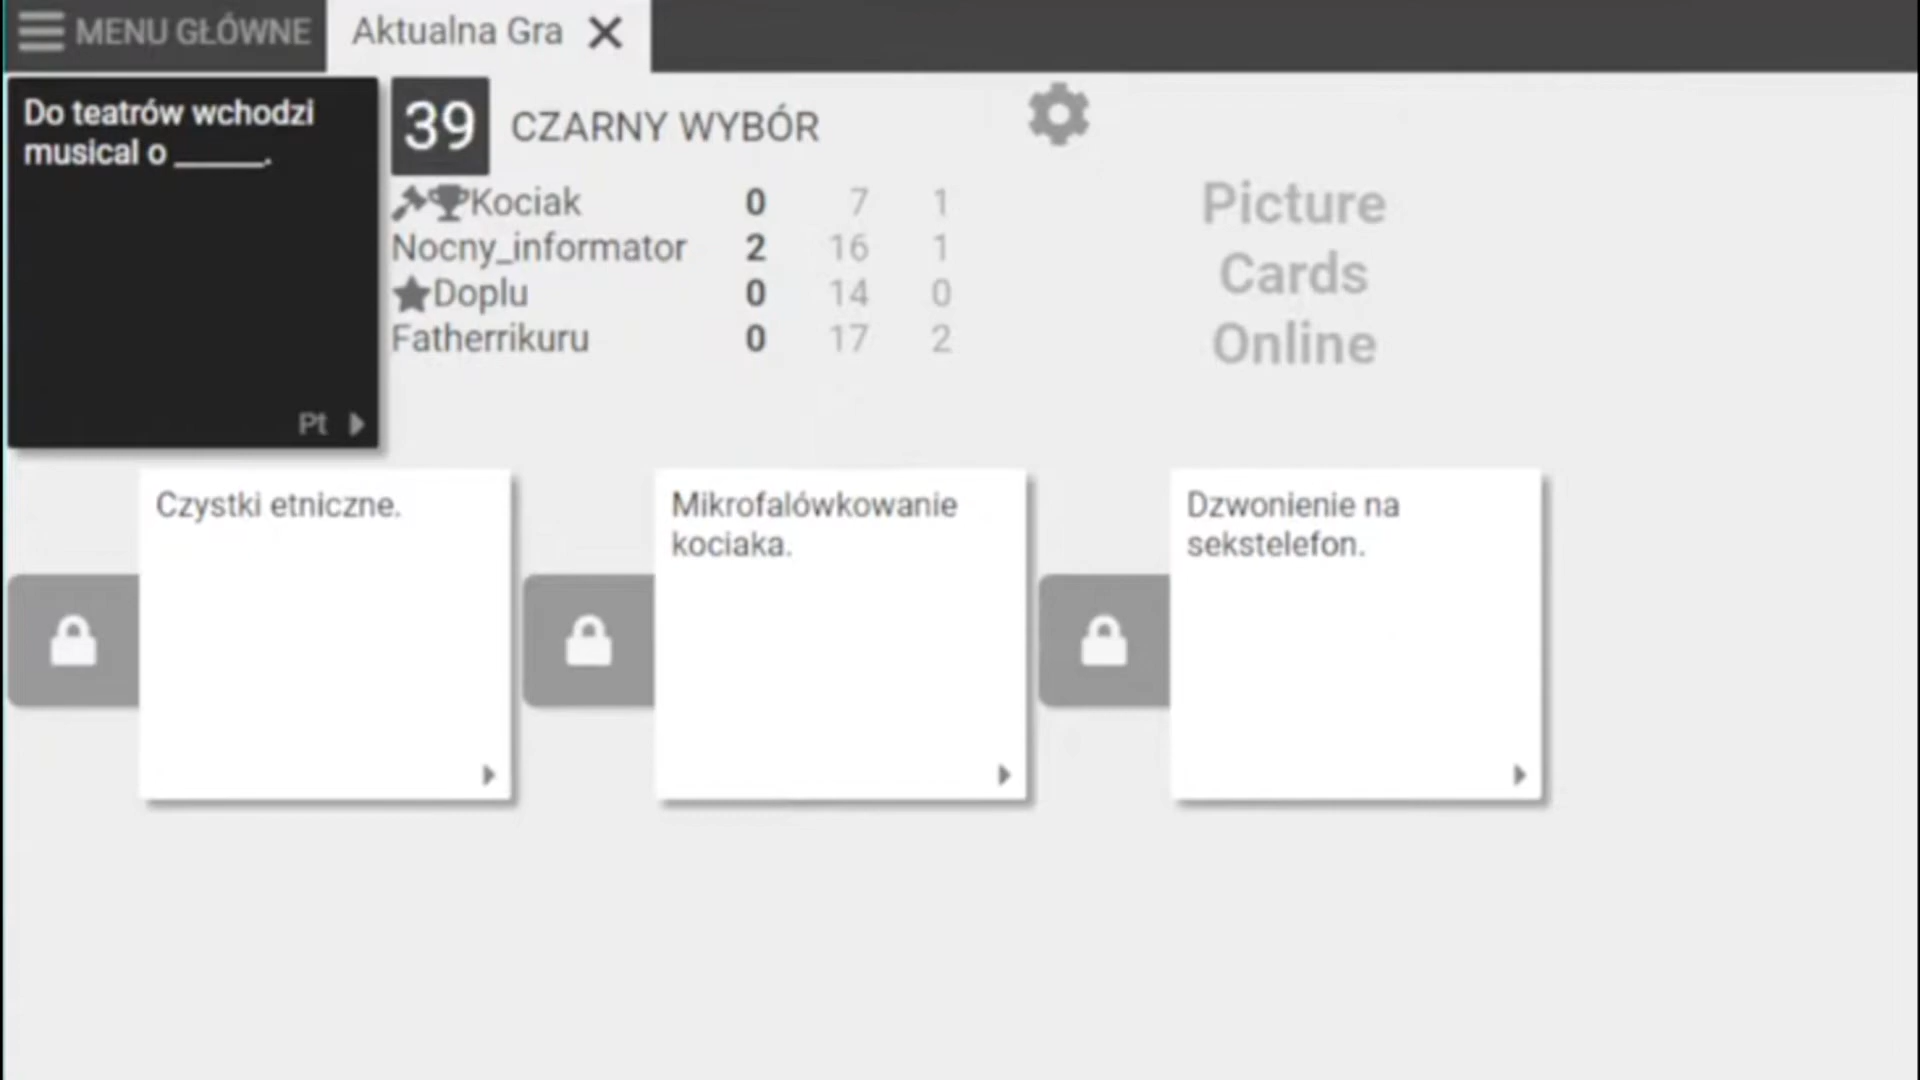 MENU GŁÓWNE
Aktualna Gra
Do teatrów wchodzi
musical o _____.
Pt
39 CZARNY WYBÓR
Kociak 0 7 1
Nocny_informator 2 16 1
Doplu 0 14 0
Fatherrikuru 0 17 2
Picture
Cards
Online
Czystki etniczne.
Mikrofalówkowanie
kociaka.
Dzwonienie na
sekstelefon.